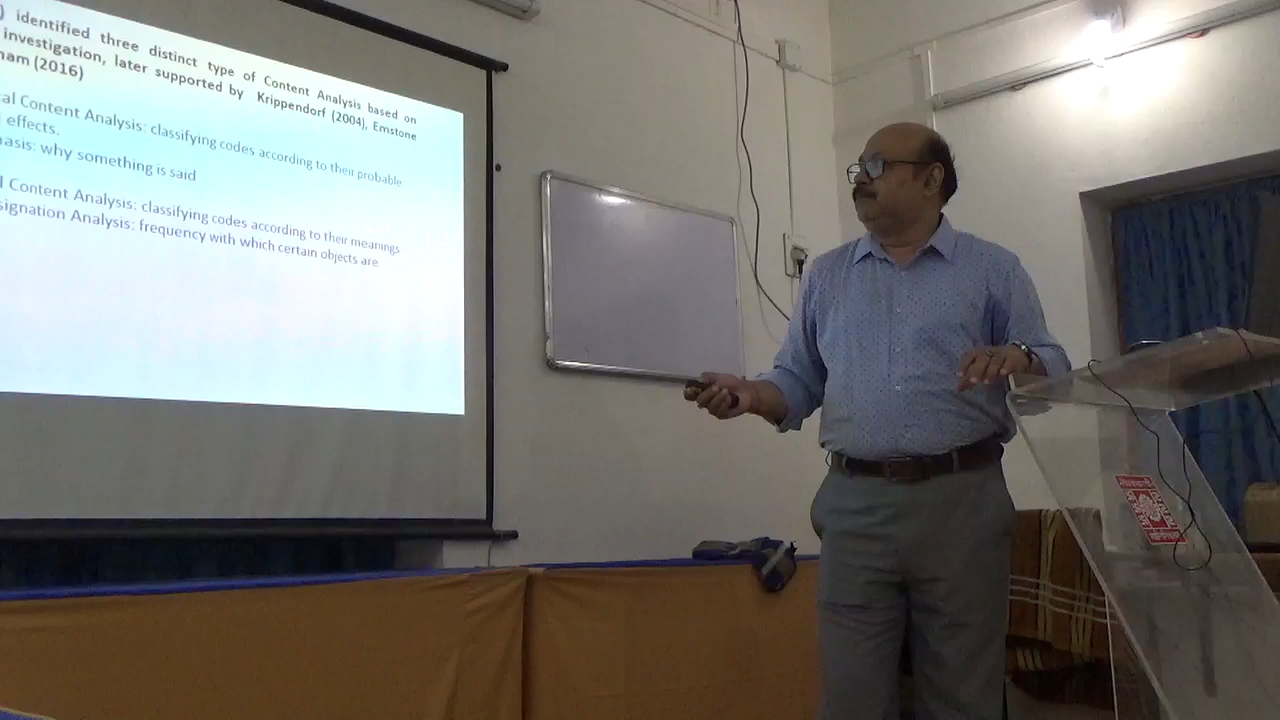 ) identified three distinct type of Content Analysis based on
investigation, later supported by Krippendorf (2004), Emstone
ham (2016)
al Content Analysis: classifying codes according to their probable
effects.
hasis: why something is said
l Content Analysis: classifying codes according to their meanings
signation Analysis: frequency with which certain objects are